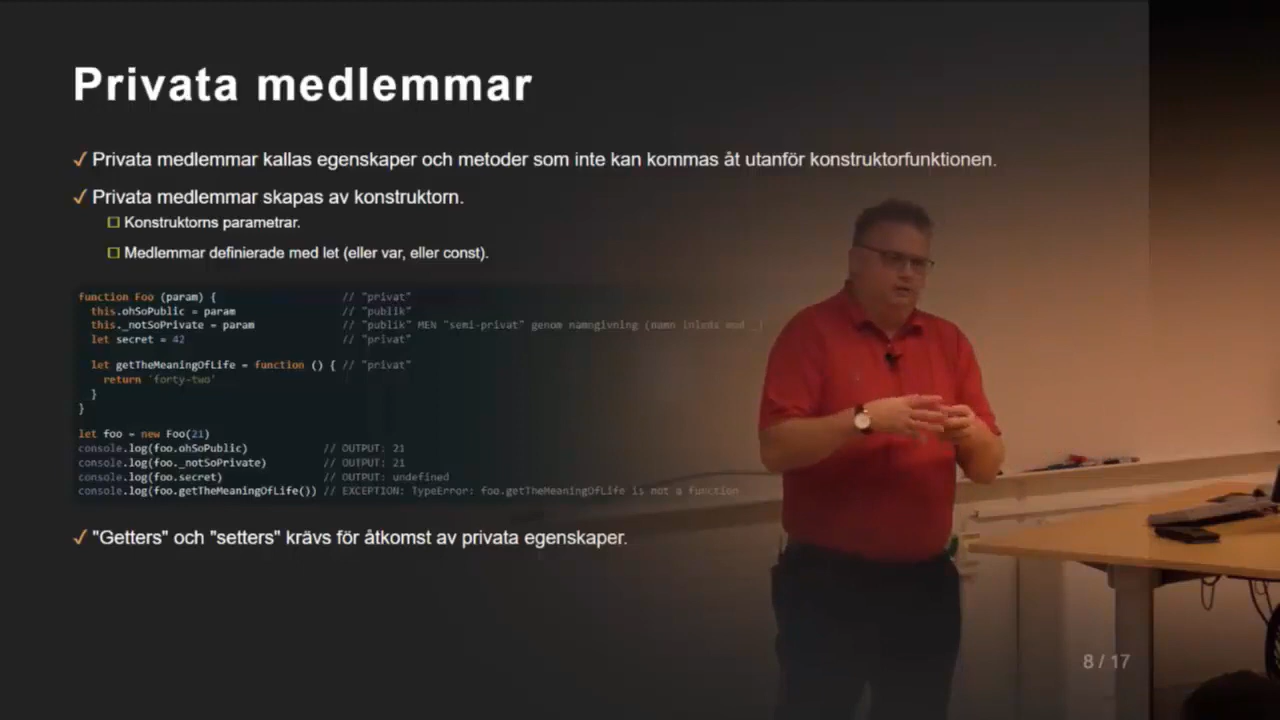 Privata medlemmar
✓ Privata medlemmar kallas egenskaper och metoder som inte kan kommas åt utanför konstruktorfunktionen.
✓ Privata medlemmar skapas av konstruktorn.
Konstruktorns parametrar.
Medlemmar definierade med let (eller var, eller const).
function Foo (param) { // "privat"
this.ohSoPublic = param // "publik"
this._notSoPrivate = param // "publik" MEN "semi-privat" genom namngivning (namn inleds med _)
let secret = 42 // "privat"
let getTheMeaningOfLife = function () { // "privat"
return 'forty-two'
}
}
let foo = new Foo(21)
console.log(foo.ohSoPublic) // OUTPUT: 21
console.log(foo._notSoPrivate) // OUTPUT: 21
console.log(foo.secret) // OUTPUT: undefined
console.log(foo.getTheMeaningOfLife()) // EXCEPTION: TypeError: foo.getTheMeaningOfLife is not a function
✓ "Getters" och "setters" krävs för åtkomst av privata egenskaper.
8 / 17